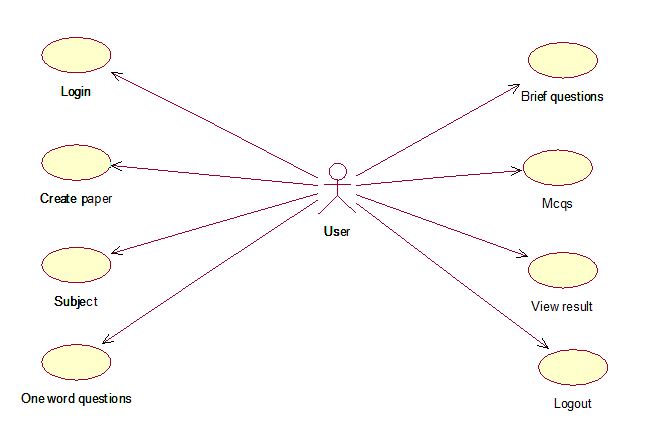 Login
Brief questions
Create paper
Mcqs
User
Subject
View result
One word questions
Logout